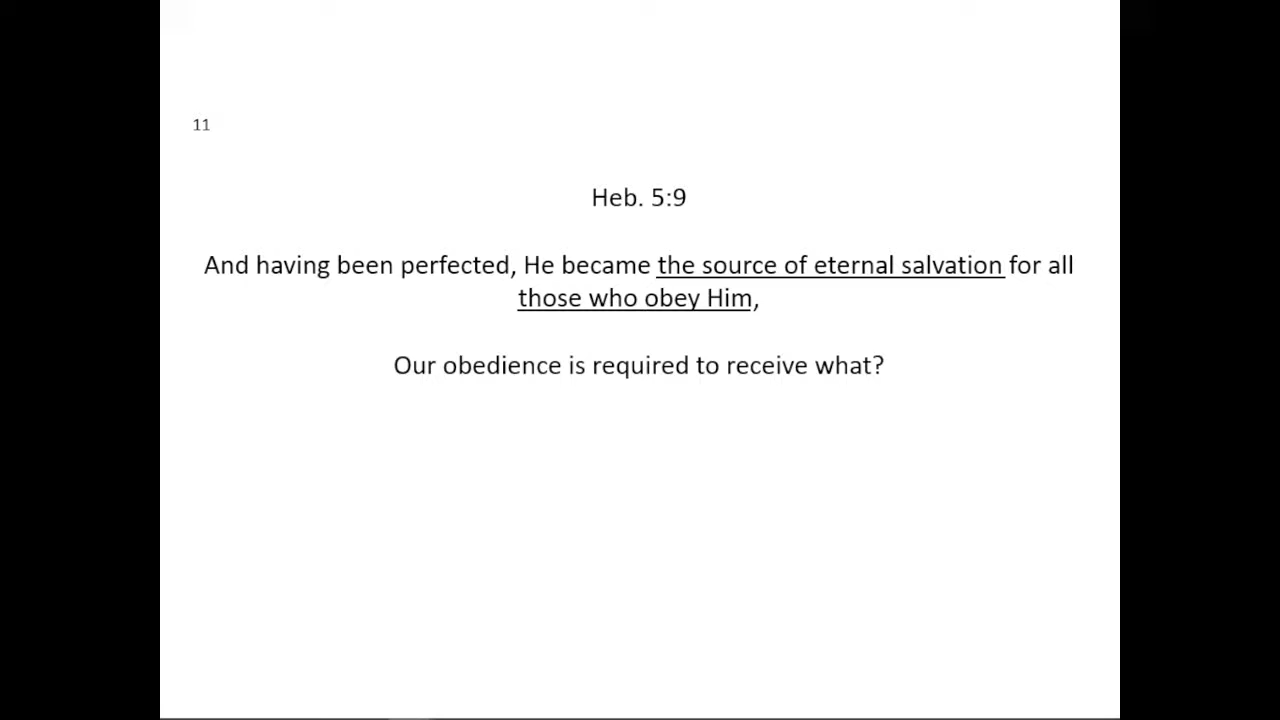 11
Heb. 5:9
And having been perfected, He became the source of eternal salvation for all
those who obey Him,
Our obedience is required to receive what?